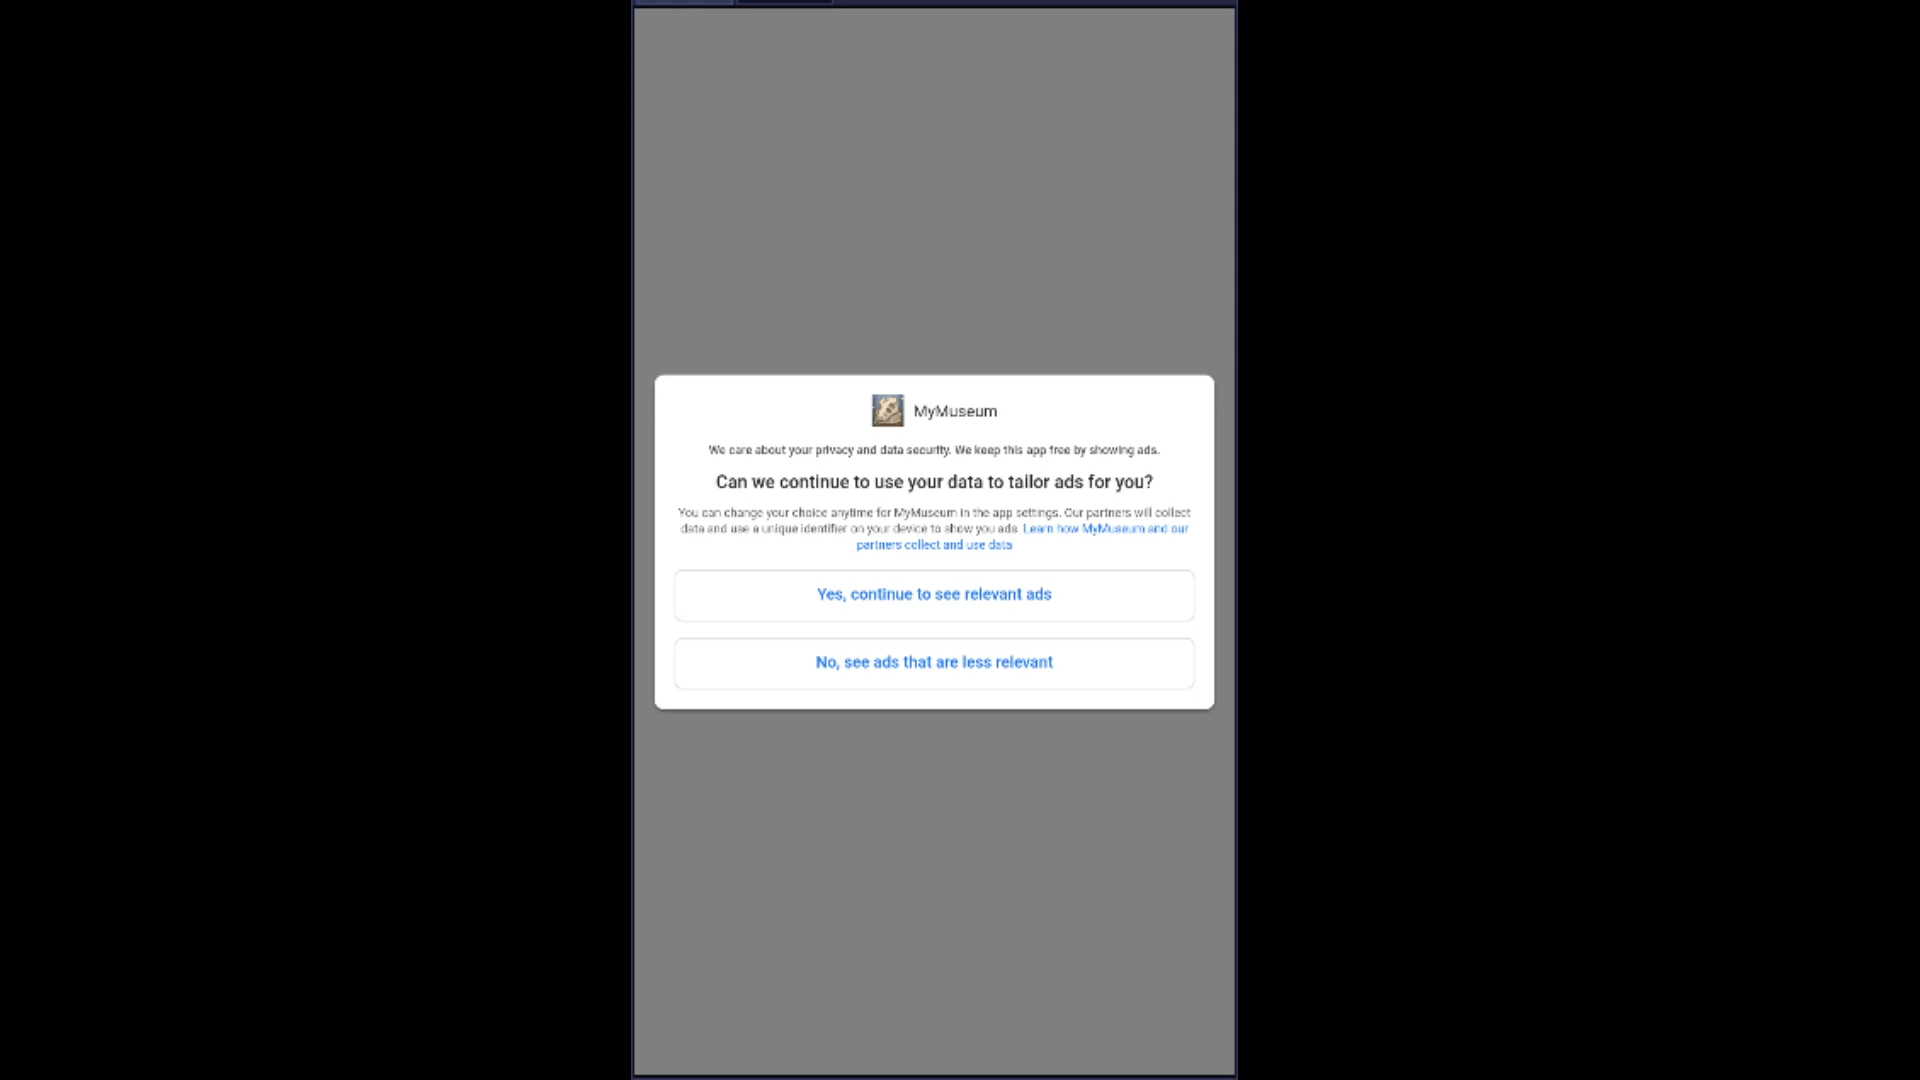 MyMuseum
We care about your privacy and data security. We keep this app free by showing ads.
Can we continue to use your data to tailor ads for you?
You can change your choice anytime for MyMuseum in the app settings. Our partners will collect
data and use a unique identifier on your device to show you ads. Learn how MyMuseum and our
partners collect and use data
Yes, continue to see relevant ads
No, see ads that are less relevant